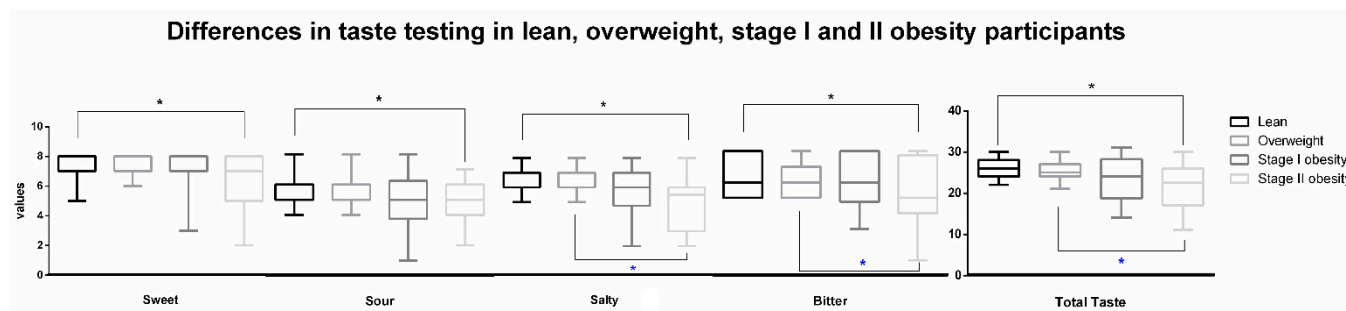 Differences in taste testing in lean, overweight, stage I and II obesity participants
*
*
*
*
*
10
8
6
4
2
0
values
40
30
20
10
0
Lean
Overweight
Stage I obesity
Stage II obesity
*
*
*
Sweet
Sour
Salty
Bitter
Total Taste